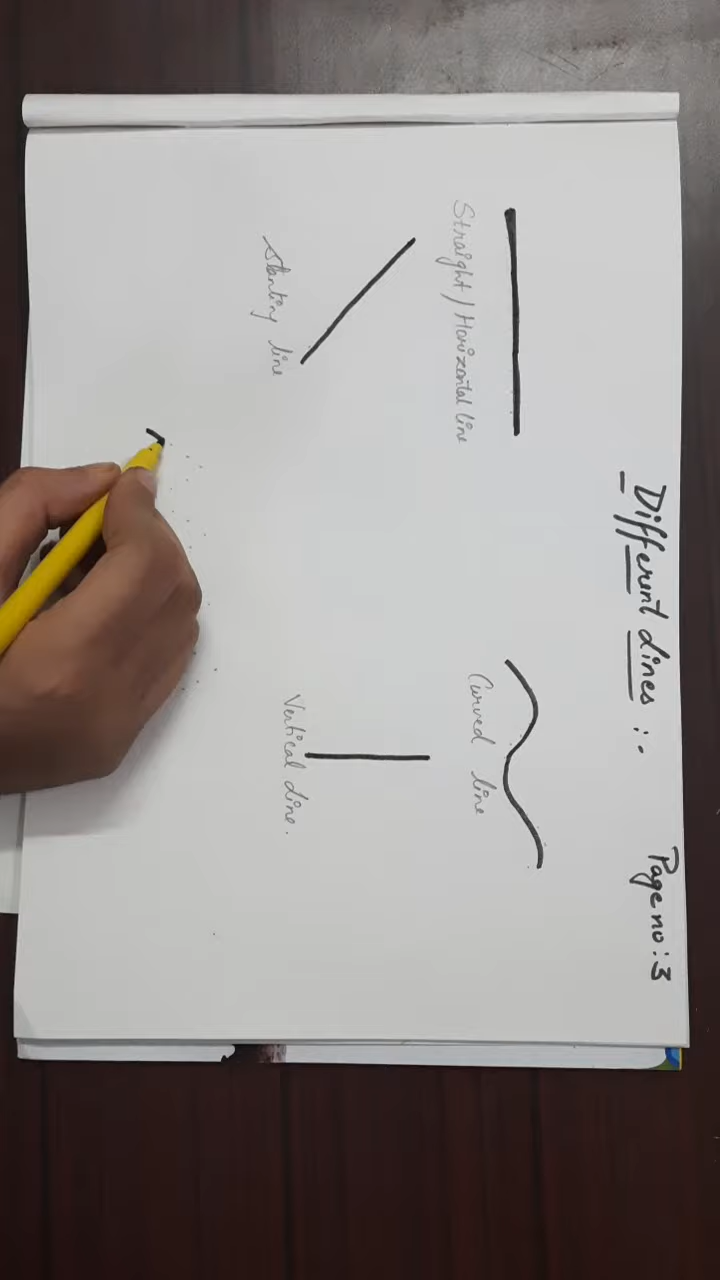 Different Lines :-
Page no : 3
Straight / Horizontal line
Curved line
Slanting line
Vertical Line.